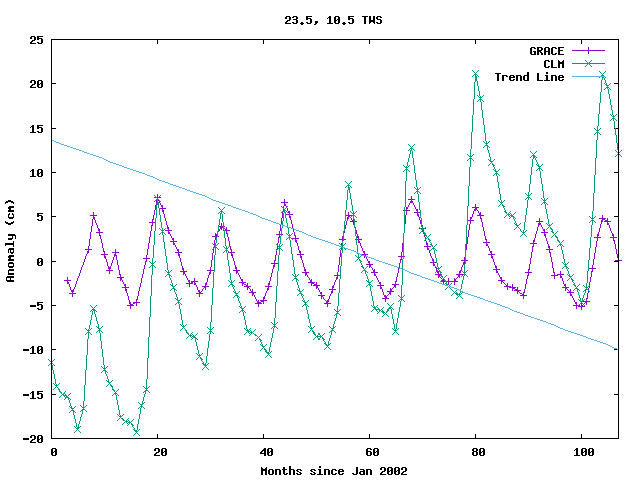 23.5, 10.5 TWS
GRACE
CLM
Trend Line
25
20
15
10
5
0
-5
-10
-15
-20
Anomaly (cm)
0 20 40 60 80 100
Months since Jan 2002